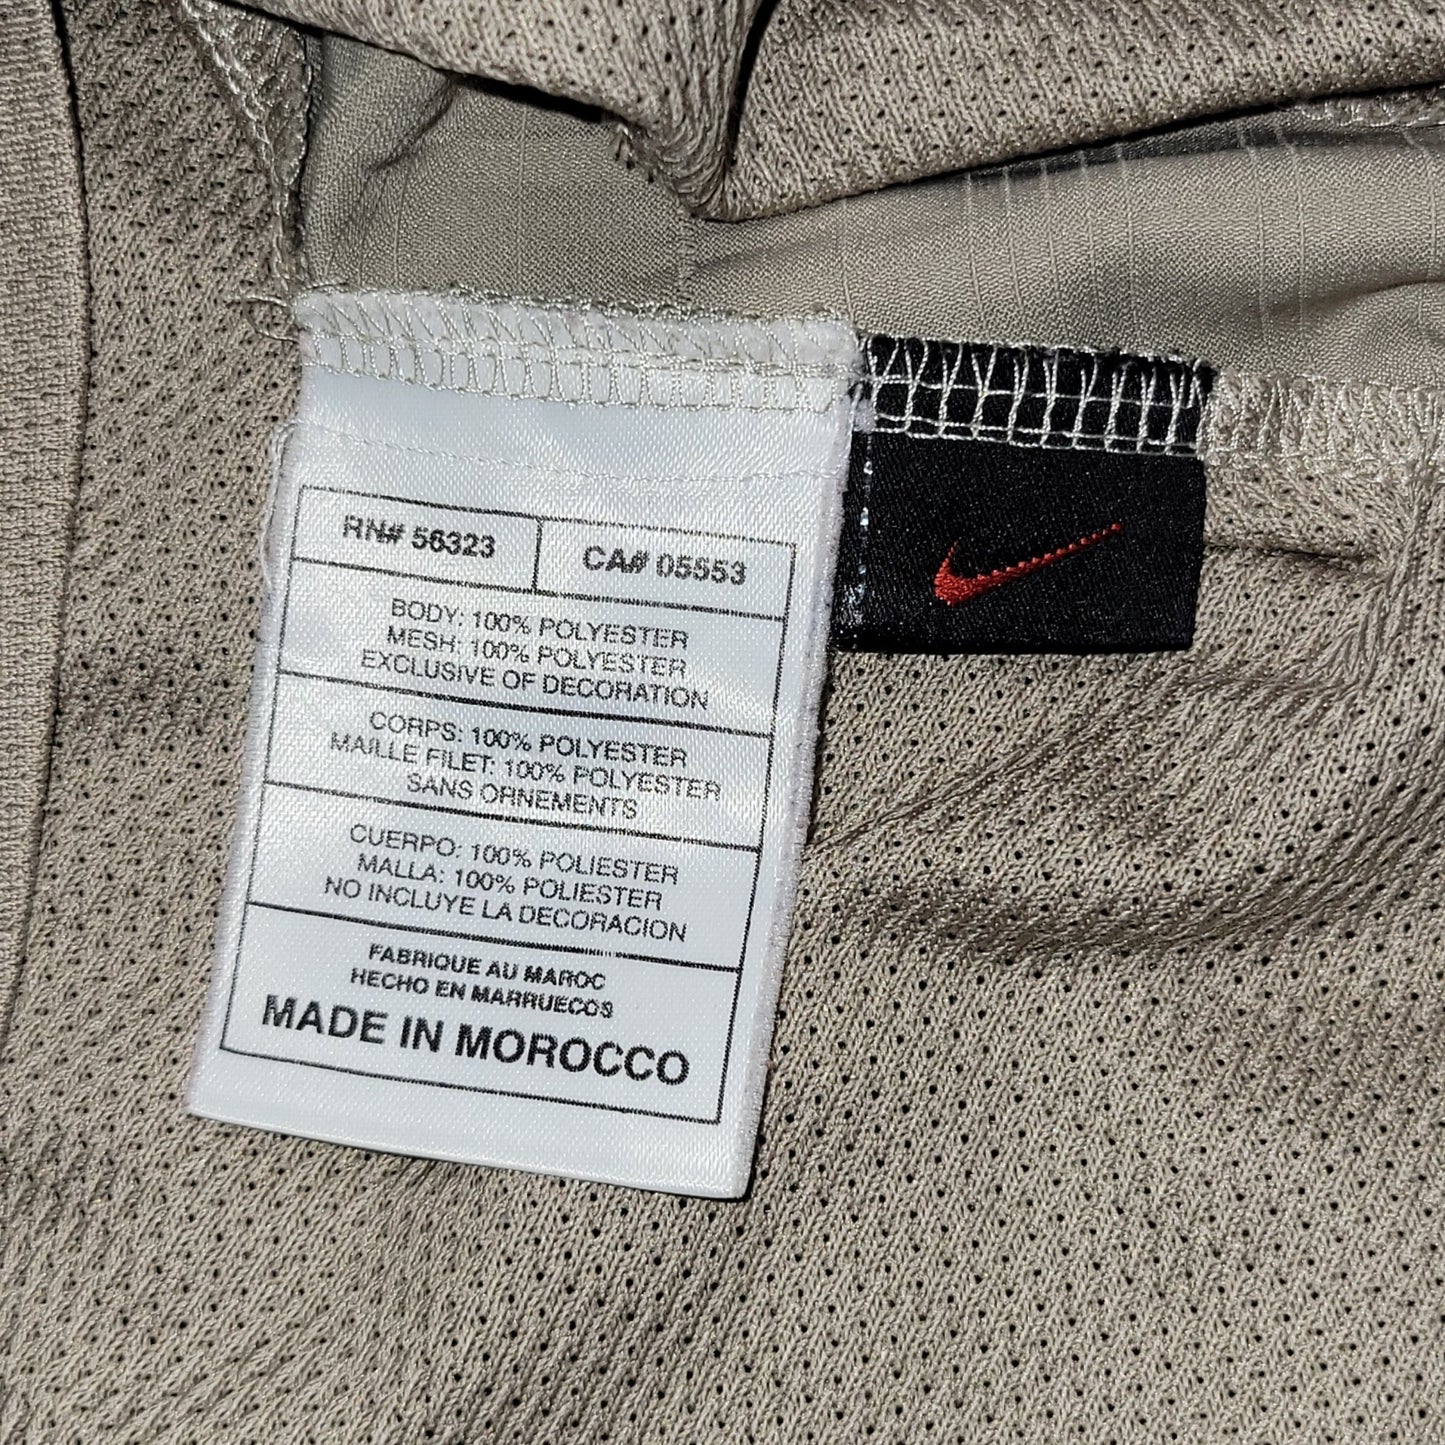 RN# 56323
CA# 05553
BODY: 100% POLYESTER
MESH: 100% POLYESTER
EXCLUSIVE OF DECORATION
CORPS: 100% POLYESTER
MAILLE FILET: 100% POLYESTER
SANS ORNEMENTS
CUERPO: 100% POLIESTER
MALLA: 100% POLIESTER
NO INCLUYE LA DECORACION
FABRIQUE AU MAROC
HECHO EN MARRUECOS
MADE IN MOROCCO